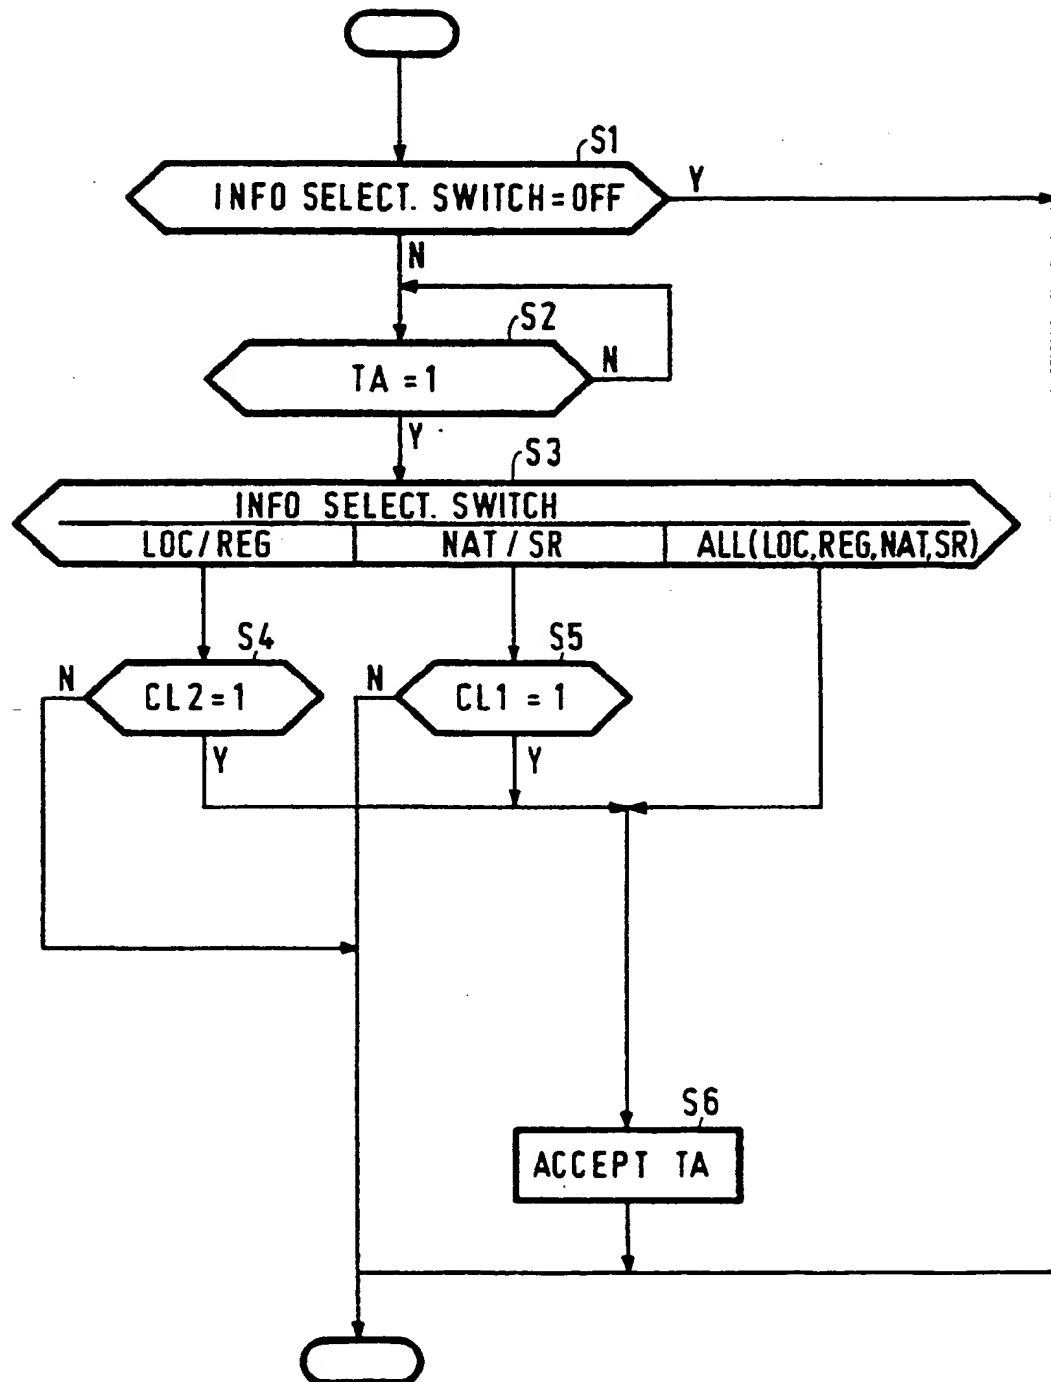 S1
INFO SELECT. SWITCH=OFF
Y
N
S2
TA = 1
N
Y
S3
INFO SELECT. SWITCH
LOC/REG
NAT / SR
ALL(LOC,REG,NAT,SR)
S4
S5
N
CL2=1
N
CL1 = 1
Y
Y
S6
ACCEPT TA